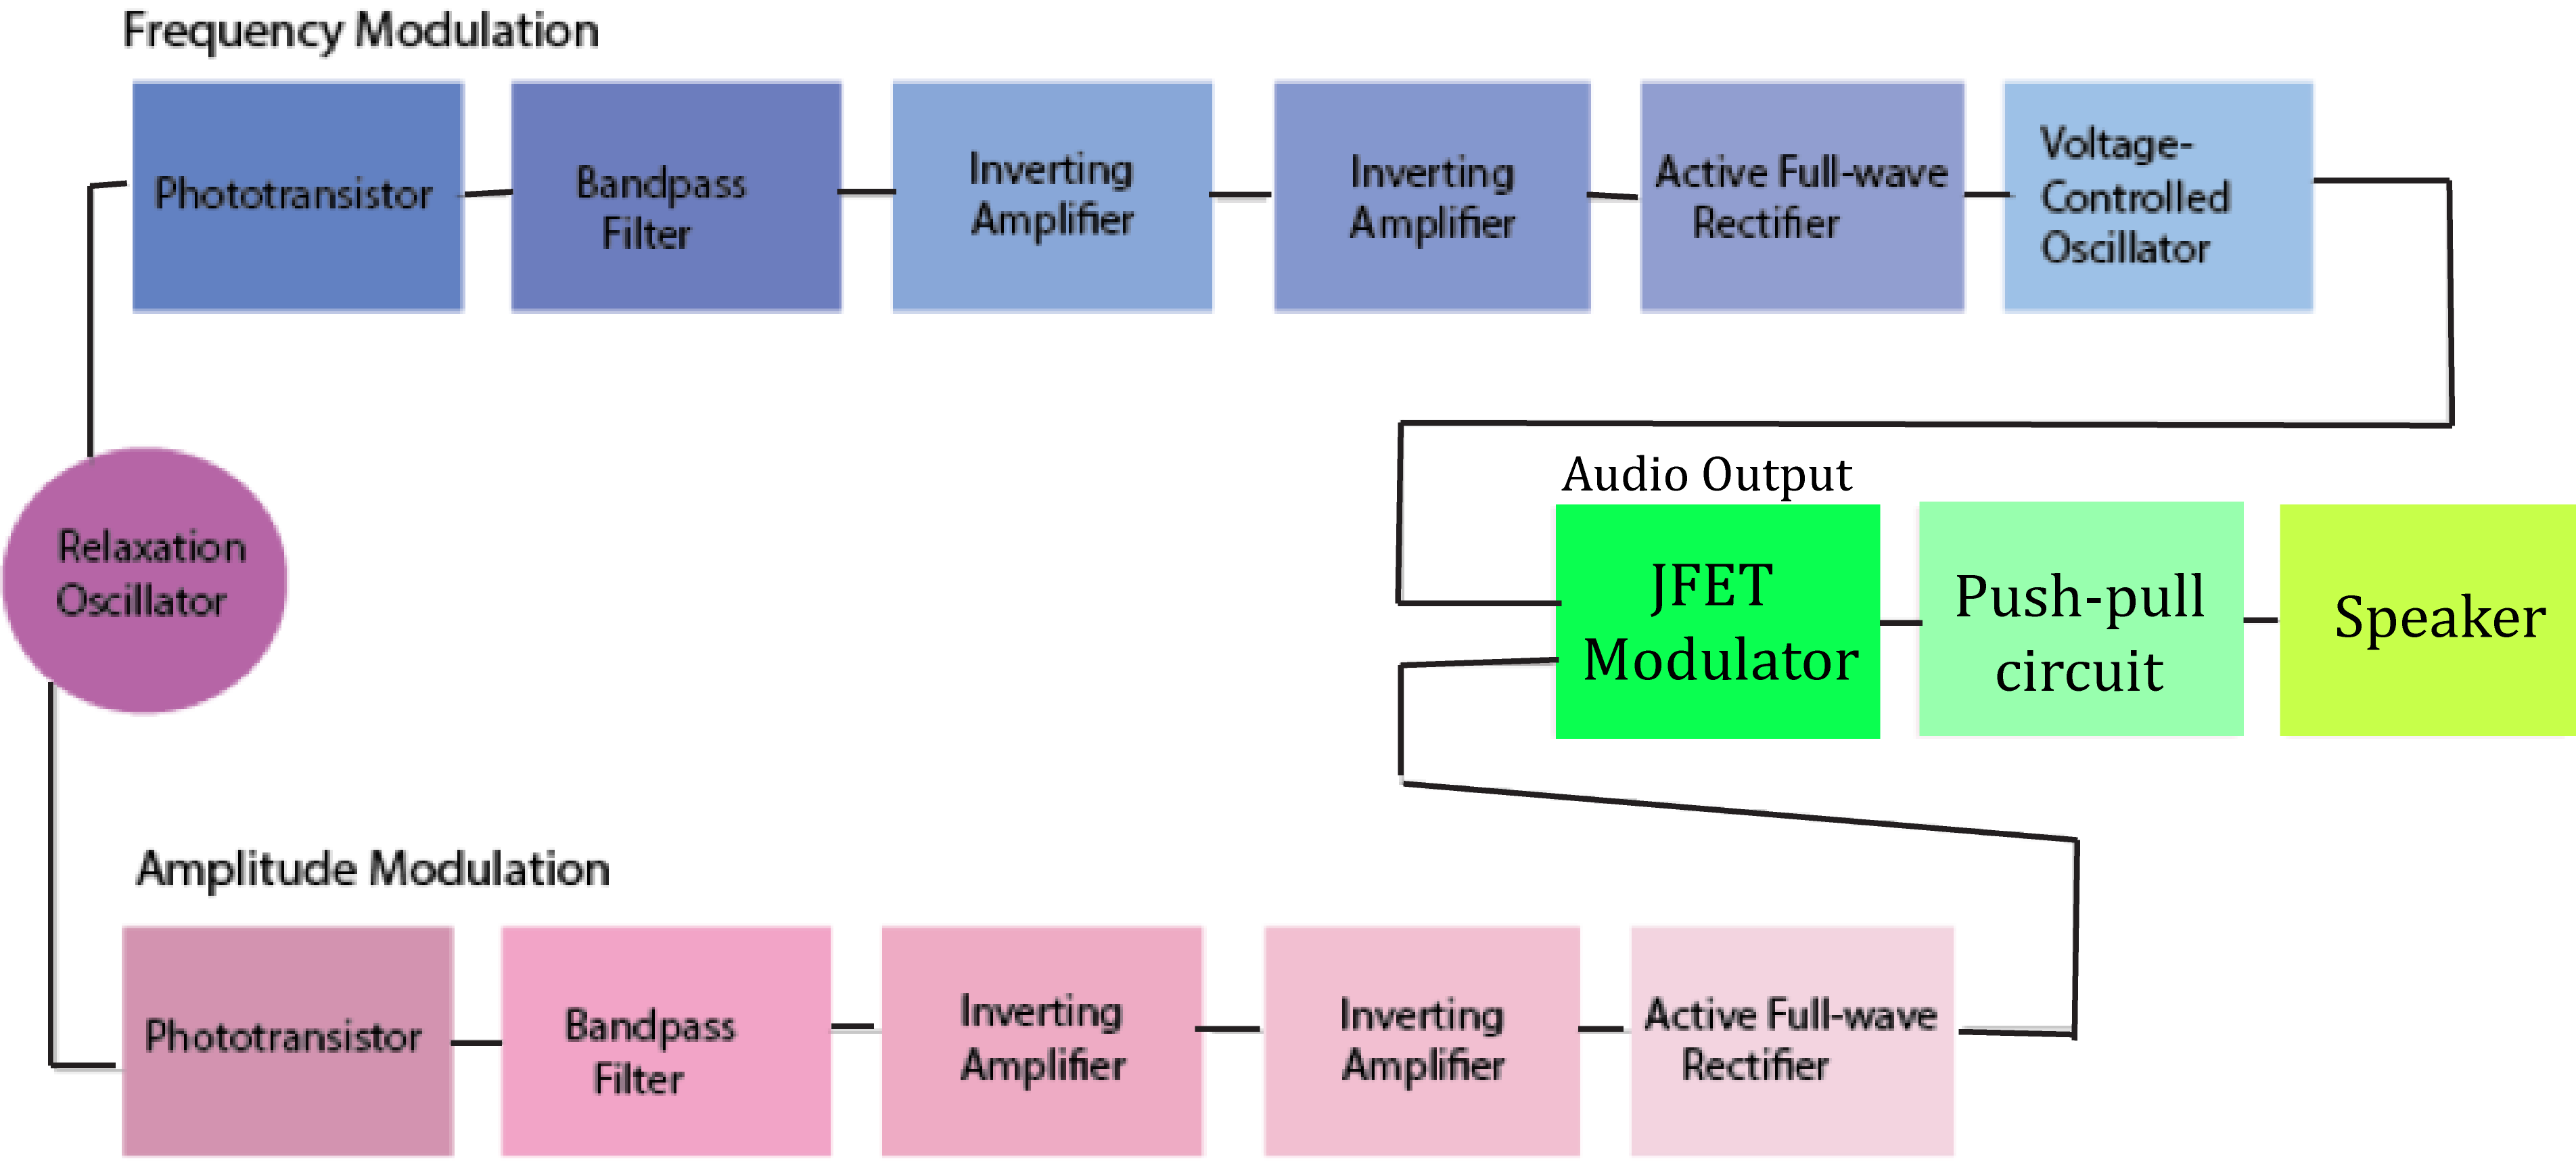 Frequency Modulation
Phototransistor
Bandpass
Filter
Inverting
Amplifier
Inverting
Amplifier
Active Full-wave
Rectifier
Voltage-
Controlled
Oscillator
Relaxation
Oscillator
Audio Output
JFET
Modulator
Push-pull
circuit
Speaker
Amplitude Modulation
Phototransistor
Bandpass
Filter
Inverting
Amplifier
Inverting
Amplifier
Active Full-wave
Rectifier